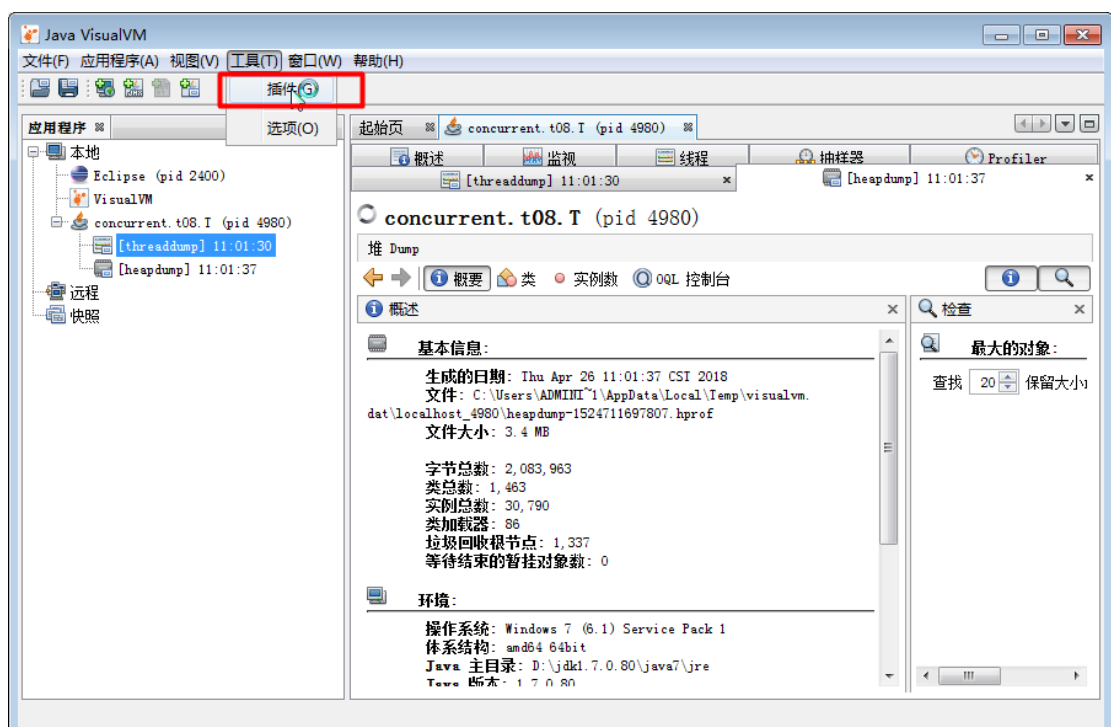 Java VisualVM
文件(F) 应用程序(A) 视图(V) 工具(T) 窗口(W) 帮助(H)
插件(G)
选项(O)
应用程序
本地
Eclipse (pid 2400)
VisualVM
concurrent.t08.T (pid 4980)
[threaddump] 11:01:30
[heapdump] 11:01:37
远程
快照
起始页 concurrent.t08.T (pid 4980)
概述 监视 线程 抽样器 Profiler
[threaddump] 11:01:30 [heapdump] 11:01:37
concurrent.t08.T (pid 4980)
堆 Dump
概要 类 实例数 OQL 控制台
概述
基本信息:
生成的日期: Thu Apr 26 11:01:37 CST 2018
文件: C:\Users\ADMINI~1\AppData\Local\Temp\visualvm.
dat\localhost_4980\heapdump-1524711697807.hprof
文件大小: 3.4 MB
字节总数: 2,083,963
类总数: 1,463
实例总数: 30,790
类加载器: 86
垃圾回收根节点: 1,337
等待结束的暂挂对象数: 0
环境:
操作系统: Windows 7 (6.1) Service Pack 1
体系结构: amd64 64bit
Java 主目录: D:\jdk1.7.0.80\java7\jre
Java 版本: 1.7.0_80
检查
最大的对象:
查找 20 保留大小